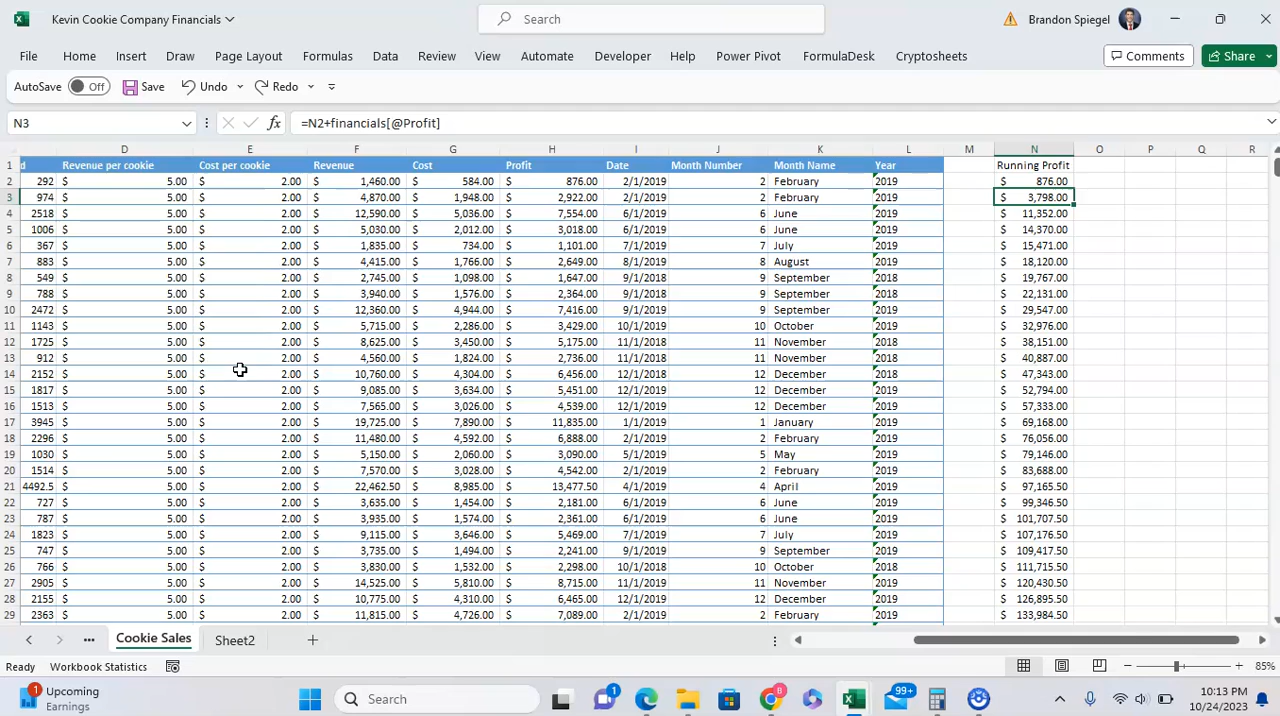 Kevin Cookie Company Financials
Search
Brandon Spiegel
File Home Insert Draw Page Layout Formulas Data Review View Automate Developer Help Power Pivot FormulaDesk Cryptosheets Comments Share
AutoSave Off Save Undo Redo
N3 fx =N2+financials[@Profit]
D E F G H I J K L M N O P Q R
1 d Revenue per cookie Cost per cookie Revenue Cost Profit Date Month Number Month Name Year Running Profit
2 292 $ 5.00 $ 2.00 $ 1,460.00 $ 584.00 $ 876.00 2/1/2019 2 February 2019 $ 876.00
3 974 $ 5.00 $ 2.00 $ 4,870.00 $ 1,948.00 $ 2,922.00 2/1/2019 2 February 2019 $ 3,798.00
4 2518 $ 5.00 $ 2.00 $ 12,590.00 $ 5,036.00 $ 7,554.00 6/1/2019 6 June 2019 $ 11,352.00
5 1006 $ 5.00 $ 2.00 $ 5,030.00 $ 2,012.00 $ 3,018.00 6/1/2019 6 June 2019 $ 14,370.00
6 367 $ 5.00 $ 2.00 $ 1,835.00 $ 734.00 $ 1,101.00 7/1/2019 7 July 2019 $ 15,471.00
7 883 $ 5.00 $ 2.00 $ 4,415.00 $ 1,766.00 $ 2,649.00 8/1/2019 8 August 2019 $ 18,120.00
8 549 $ 5.00 $ 2.00 $ 2,745.00 $ 1,098.00 $ 1,647.00 9/1/2018 9 September 2018 $ 19,767.00
9 788 $ 5.00 $ 2.00 $ 3,940.00 $ 1,576.00 $ 2,364.00 9/1/2018 9 September 2018 $ 22,131.00
10 2472 $ 5.00 $ 2.00 $ 12,360.00 $ 4,944.00 $ 7,416.00 9/1/2019 9 September 2019 $ 29,547.00
11 1143 $ 5.00 $ 2.00 $ 5,715.00 $ 2,286.00 $ 3,429.00 10/1/2019 10 October 2019 $ 32,976.00
12 1725 $ 5.00 $ 2.00 $ 8,625.00 $ 3,450.00 $ 5,175.00 11/1/2018 11 November 2018 $ 38,151.00
13 912 $ 5.00 $ 2.00 $ 4,560.00 $ 1,824.00 $ 2,736.00 11/1/2018 11 November 2018 $ 40,887.00
14 2152 $ 5.00 $ 2.00 $ 10,760.00 $ 4,304.00 $ 6,456.00 12/1/2018 12 December 2018 $ 47,343.00
15 1817 $ 5.00 $ 2.00 $ 9,085.00 $ 3,634.00 $ 5,451.00 12/1/2019 12 December 2019 $ 52,794.00
16 1513 $ 5.00 $ 2.00 $ 7,565.00 $ 3,026.00 $ 4,539.00 12/1/2019 12 December 2019 $ 57,333.00
17 3945 $ 5.00 $ 2.00 $ 19,725.00 $ 7,890.00 $ 11,835.00 1/1/2019 1 January 2019 $ 69,168.00
18 2296 $ 5.00 $ 2.00 $ 11,480.00 $ 4,592.00 $ 6,888.00 2/1/2019 2 February 2019 $ 76,056.00
19 1030 $ 5.00 $ 2.00 $ 5,150.00 $ 2,060.00 $ 3,090.00 5/1/2019 5 May 2019 $ 79,146.00
20 1514 $ 5.00 $ 2.00 $ 7,570.00 $ 3,028.00 $ 4,542.00 2/1/2019 2 February 2019 $ 83,688.00
21 4492.5 $ 5.00 $ 2.00 $ 22,462.50 $ 8,985.00 $ 13,477.50 4/1/2019 4 April 2019 $ 97,165.50
22 727 $ 5.00 $ 2.00 $ 3,635.00 $ 1,454.00 $ 2,181.00 6/1/2019 6 June 2019 $ 99,346.50
23 787 $ 5.00 $ 2.00 $ 3,935.00 $ 1,574.00 $ 2,361.00 6/1/2019 6 June 2019 $ 101,707.50
24 1823 $ 5.00 $ 2.00 $ 9,115.00 $ 3,646.00 $ 5,469.00 7/1/2019 7 July 2019 $ 107,176.50
25 747 $ 5.00 $ 2.00 $ 3,735.00 $ 1,494.00 $ 2,241.00 9/1/2019 9 September 2019 $ 109,417.50
26 766 $ 5.00 $ 2.00 $ 3,830.00 $ 1,532.00 $ 2,298.00 10/1/2018 10 October 2018 $ 111,715.50
27 2905 $ 5.00 $ 2.00 $ 14,525.00 $ 5,810.00 $ 8,715.00 11/1/2019 11 November 2019 $ 120,430.50
28 2155 $ 5.00 $ 2.00 $ 10,775.00 $ 4,310.00 $ 6,465.00 12/1/2019 12 December 2019 $ 126,895.50
29 2363 $ 5.00 $ 2.00 $ 11,815.00 $ 4,726.00 $ 7,089.00 2/1/2019 2 February 2019 $ 133,984.50
Cookie Sales Sheet2
Ready Workbook Statistics 85%
1 Upcoming
Earnings
Search
1
B
99+
10:13 PM
10/24/2023